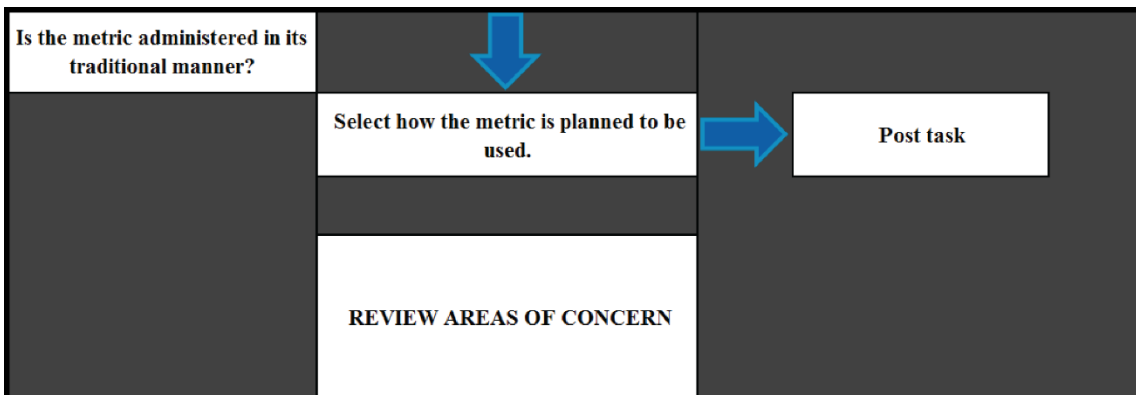 Is the metric administered in its
traditional manner?
Select how the metric is planned to be
used.
Post task
REVIEW AREAS OF CONCERN